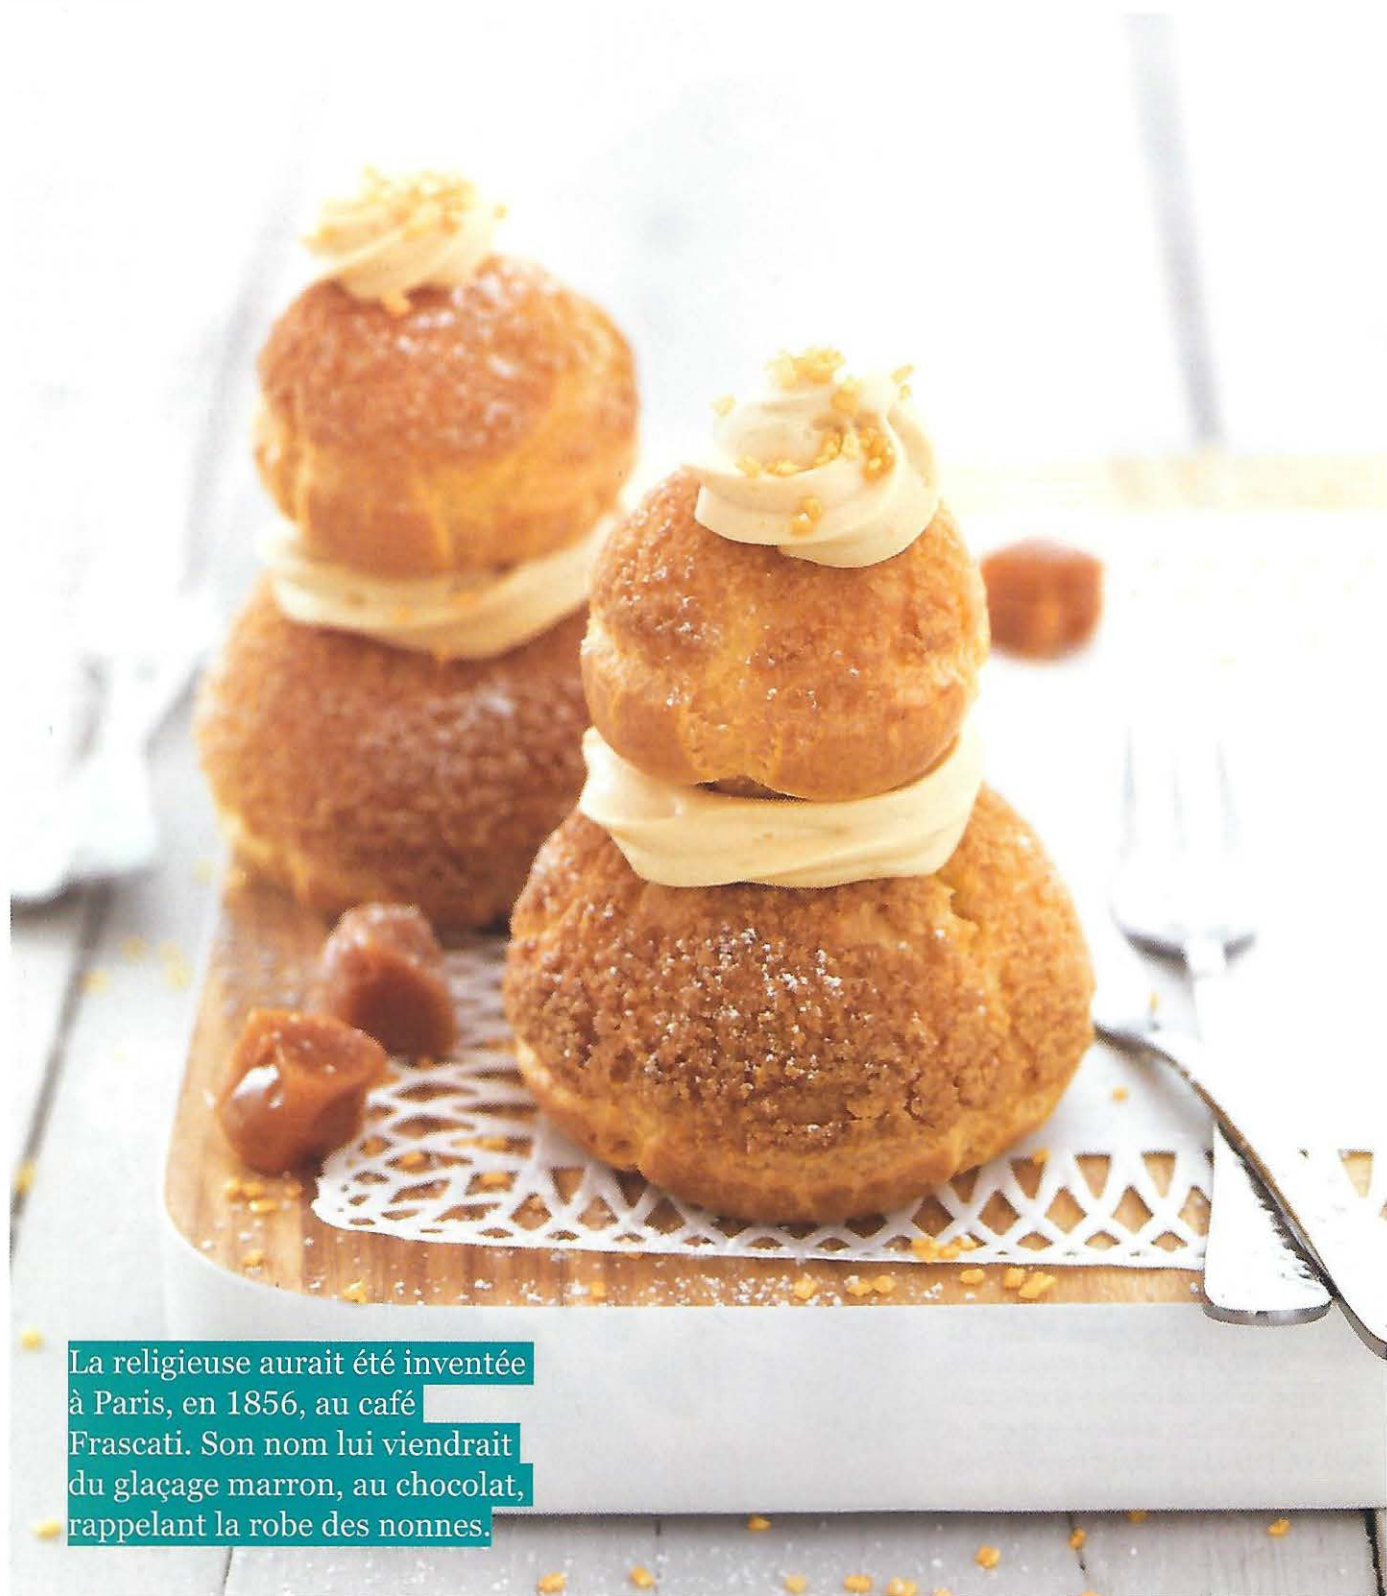 La religieuse aurait été inventée
à Paris, en 1856, au café
Frascati. Son nom lui viendrait
du glaçage marron, au chocolat,
rappelant la robe des nonnes.